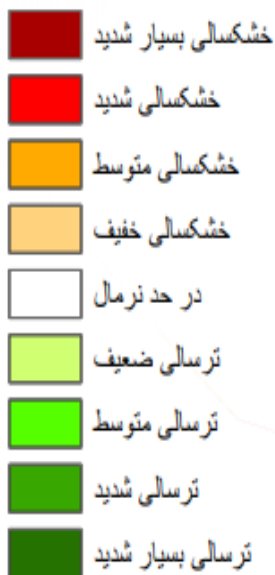 خشکسالی بسیار شدید
خشکسالی شدید
خشکسالی متوسط
خشکسالی خفیف
در حد نرمال
ترسالی ضعیف
ترسالی متوسط
ترسالی شدید
ترسالی بسیار شدید